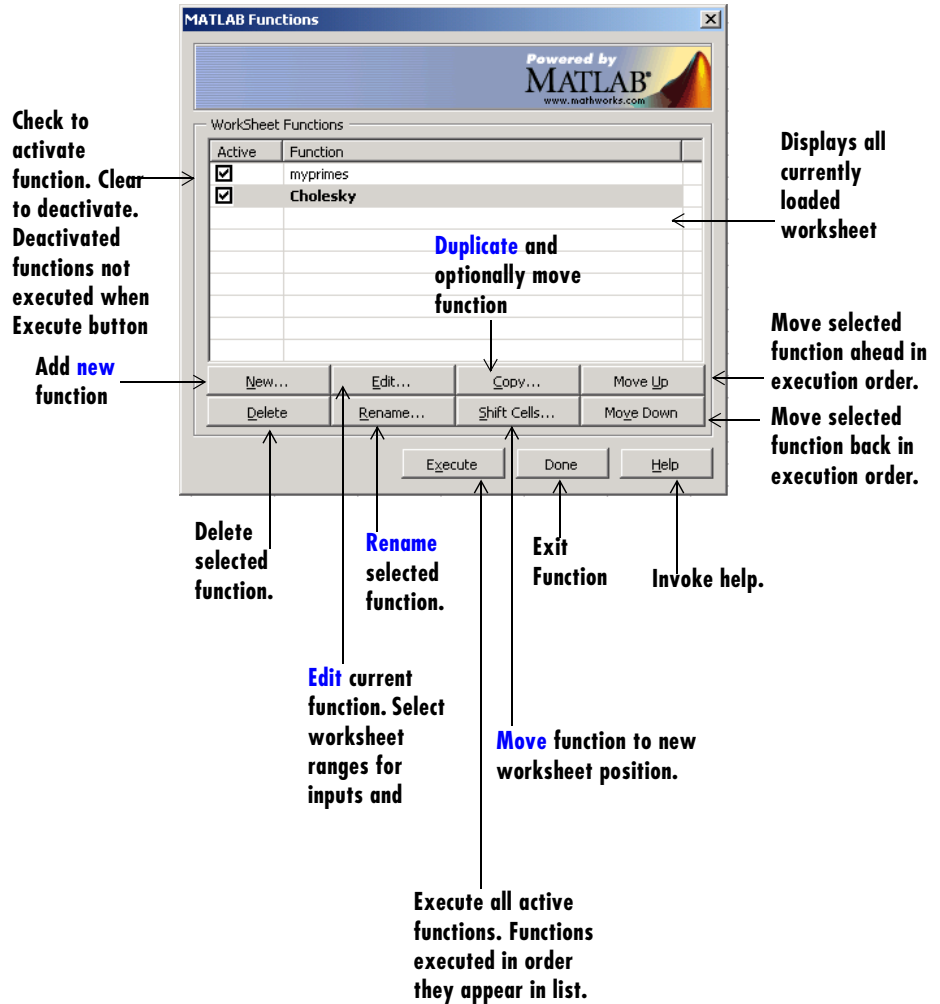 MATLAB Functions
Powered by
MATLAB®
www.mathworks.com
WorkSheet Functions
Active Function
myprimes
Cholesky
Check to
activate
function. Clear
to deactivate.
Deactivated
functions not
executed when
Execute button
Displays all
currently
loaded
worksheet
Duplicate and
optionally move
function
Add new
function
Move selected
function ahead in
execution order.
Move selected
function back in
execution order.
New... Edit... Copy... Move Up
Delete Rename... Shift Cells... Move Down
Execute Done Help
Delete
selected
function.
Rename
selected
function.
Exit
Function
Invoke help.
Edit current
function. Select
worksheet
ranges for
inputs and
Move function to new
worksheet position.
Execute all active
functions. Functions
executed in order
they appear in list.